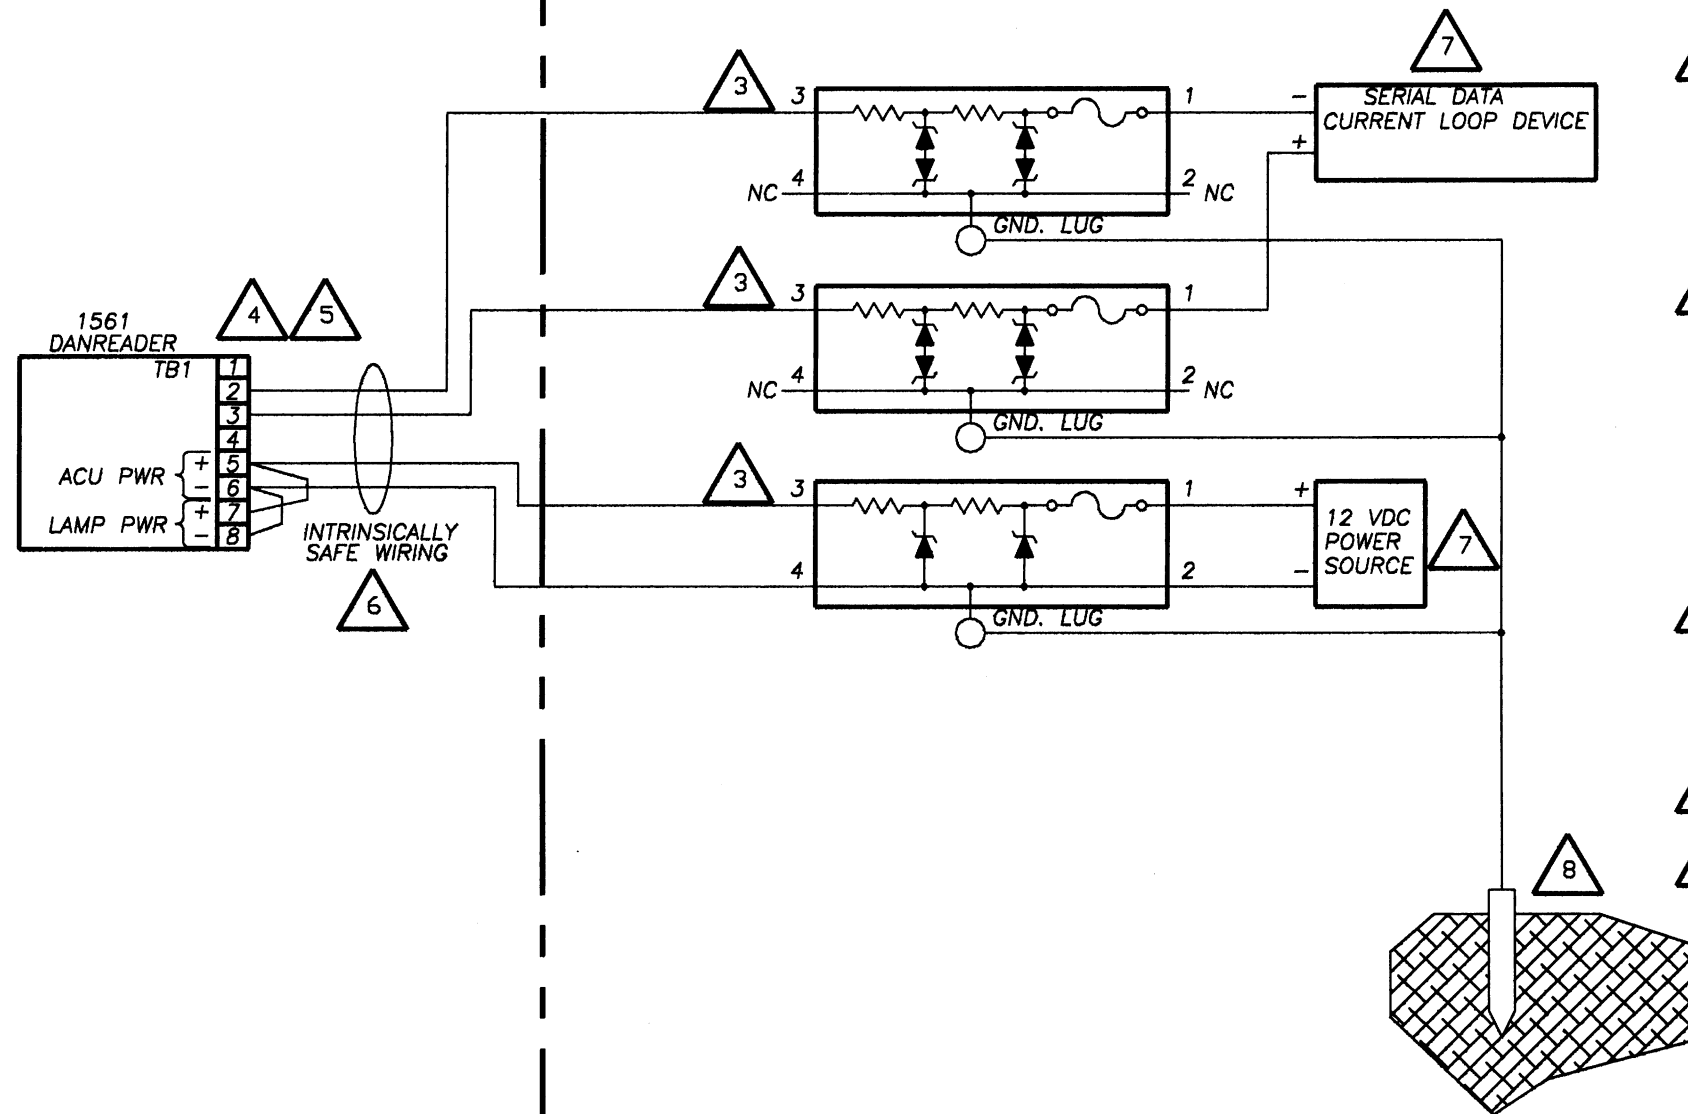 7
3
3
1
4
NC
2
NC
GND. LUG
-
+
SERIAL DATA
CURRENT LOOP DEVICE
3
3
1
4
NC
2
NC
GND. LUG
4
5
1561
DANREADER
TB1
1
2
3
4
5
6
7
8
ACU PWR
+
-
LAMP PWR
+
-
INTRINSICALLY
SAFE WIRING
6
3
3
1
4
2
GND. LUG
+
-
12 VDC
POWER
SOURCE
7
8